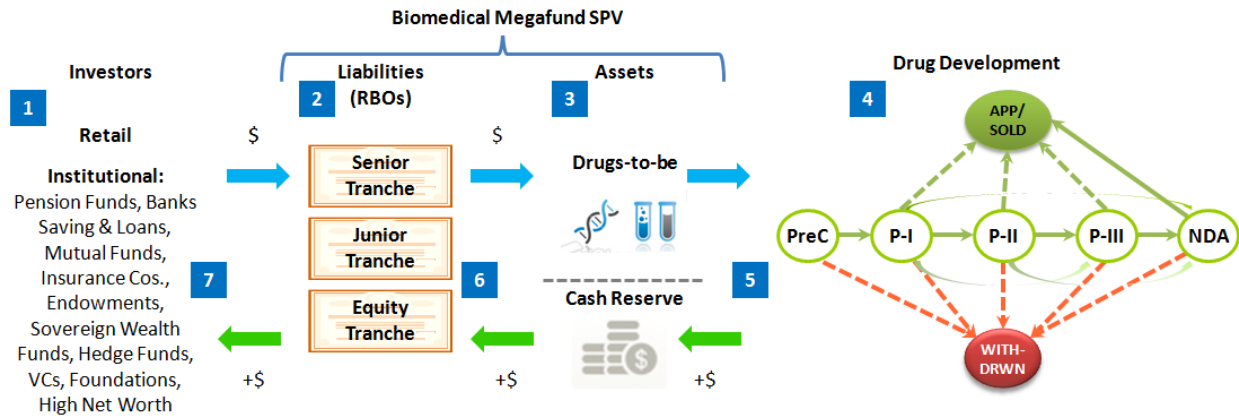 Biomedical Megafund SPV
Investors
Liabilities
(RBOs)
Assets
Drug Development
1
2
3
4
Retail
$
$
Institutional:
Pension Funds, Banks
Saving & Loans,
Mutual Funds,
Insurance Cos.,
Endowments,
Sovereign Wealth
Funds, Hedge Funds,
VCs, Foundations,
High Net Worth
7
+$
Senior
Tranche
Junior
Tranche
Equity
Tranche
6
+$
Drugs-to-be
Cash Reserve
5
+$
APP/
SOLD
PreC
P-I
P-II
P-III
NDA
WITH-
DRWN